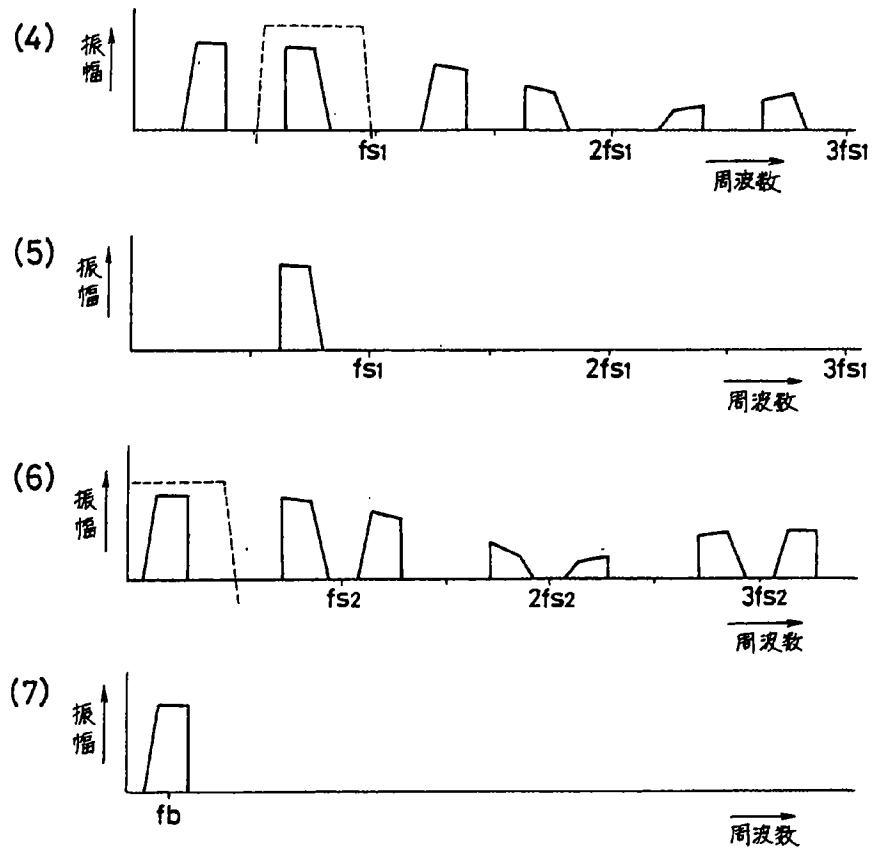 (4)
振
幅
fs1 2fs1 3fs1
周波数
(5)
振
幅
fs1 2fs1 3fs1
周波数
(6)
振
幅
fs2 2fs2 3fs2
周波数
(7)
振
幅
fb
周波数